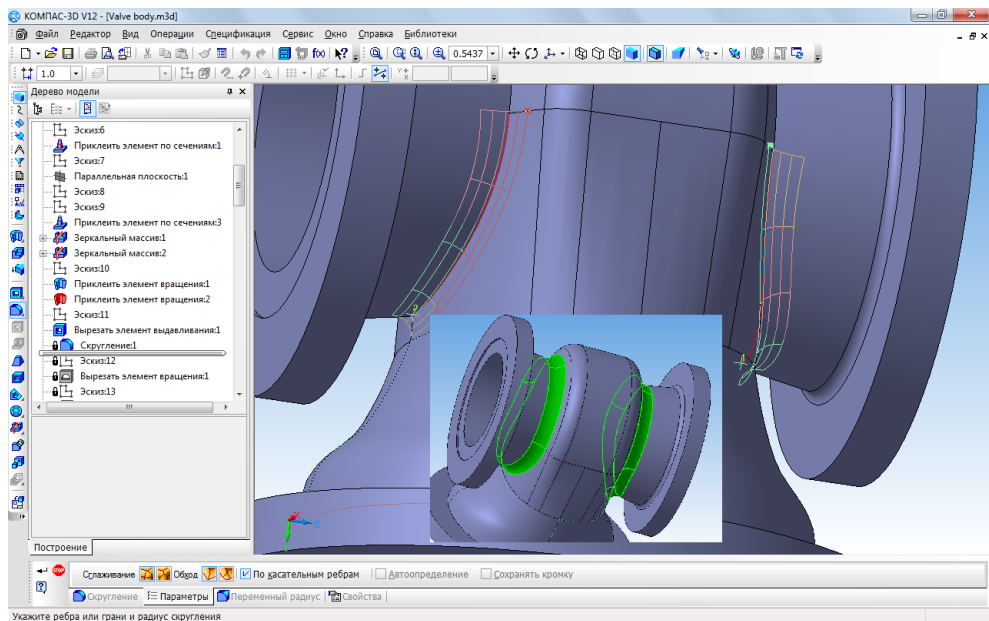 КОМПАС-3D V12 - [Valve body.m3d]
Файл Редактор Вид Операции Спецификация Сервис Окно Справка Библиотеки
f(x) 0.5437
1.0
Дерево модели
Эскиз:6
Приклеить элемент по сечениям:1
Эскиз:7
Параллельная плоскость:1
Эскиз:8
Эскиз:9
Приклеить элемент по сечениям:3
Зеркальный массив:1
Зеркальный массив:2
Эскиз:10
Приклеить элемент вращения:1
Приклеить элемент вращения:2
Эскиз:11
Вырезать элемент выдавливания:1
Скругление:1
Эскиз:12
Вырезать элемент вращения:1
Эскиз:13
Построение
STOP Сглаживание Обход По касательным ребрам Автоопределение Сохранять кромку
Скругление Параметры Переменный радиус Свойства
Укажите ребра или грани и радиус скругления